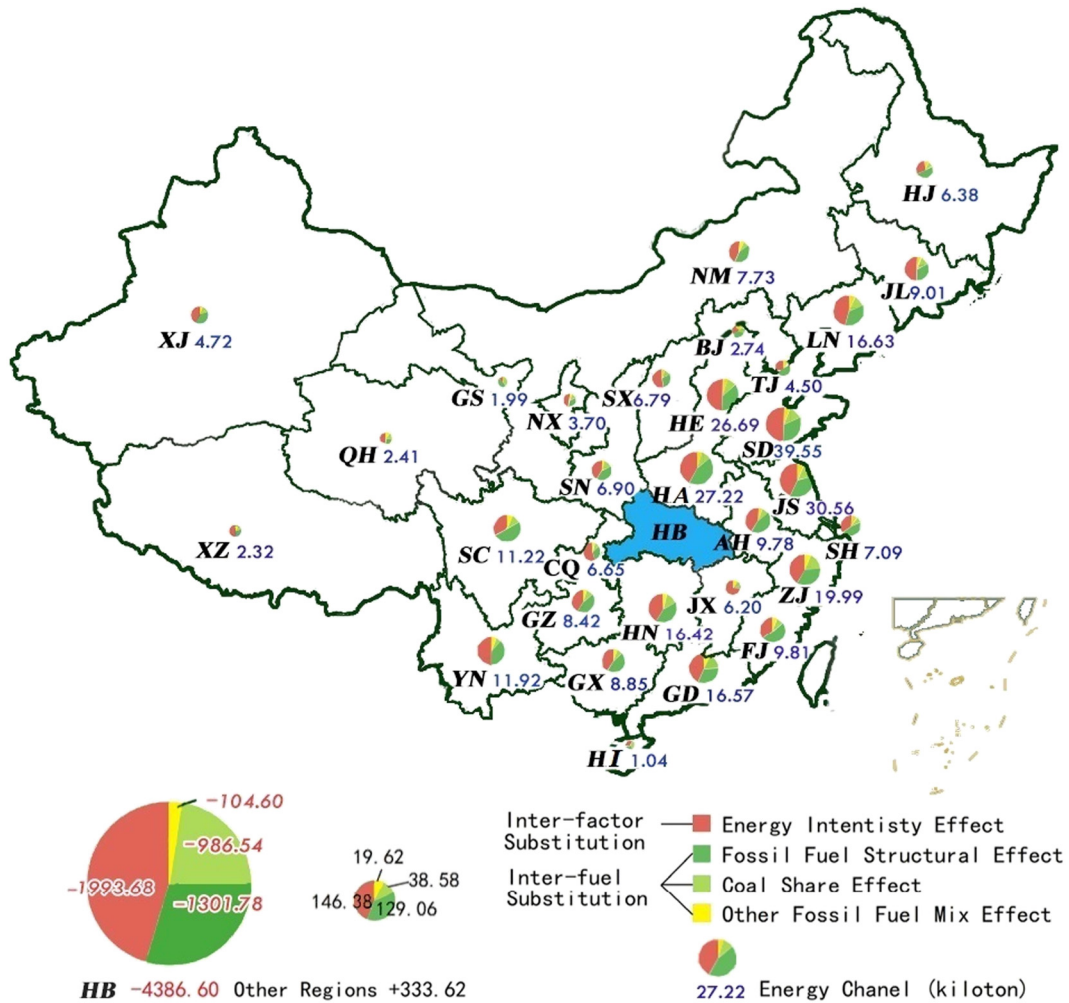 HJ 6.38
NM 7.73
JL 9.01
XJ 4.72
BJ 2.74
LN 16.63
TJ 4.50
GS 1.99
SX 6.79
NX 3.70
HE 26.69
QH 2.41
SD 39.55
SN 6.90
HA 27.22
JS 30.56
XZ 2.32
SC 11.22
HB
AH 9.78
SH 7.09
CQ 6.65
JX 6.20
ZJ 19.99
GZ 8.42
HN 16.42
FJ 9.81
YN 11.92
GX 8.85
GD 16.57
HI 1.04
-104.60
-986.54
-1993.68
-1301.78
19.62
38.58
146.38
129.06
HB -4386.60 Other Regions +333.62
Inter-factor
Substitution
Inter-fuel
Substitution
Energy Intentisty Effect
Fossil Fuel Structural Effect
Coal Share Effect
Other Fossil Fuel Mix Effect
27.22 Energy Chanel (kiloton)